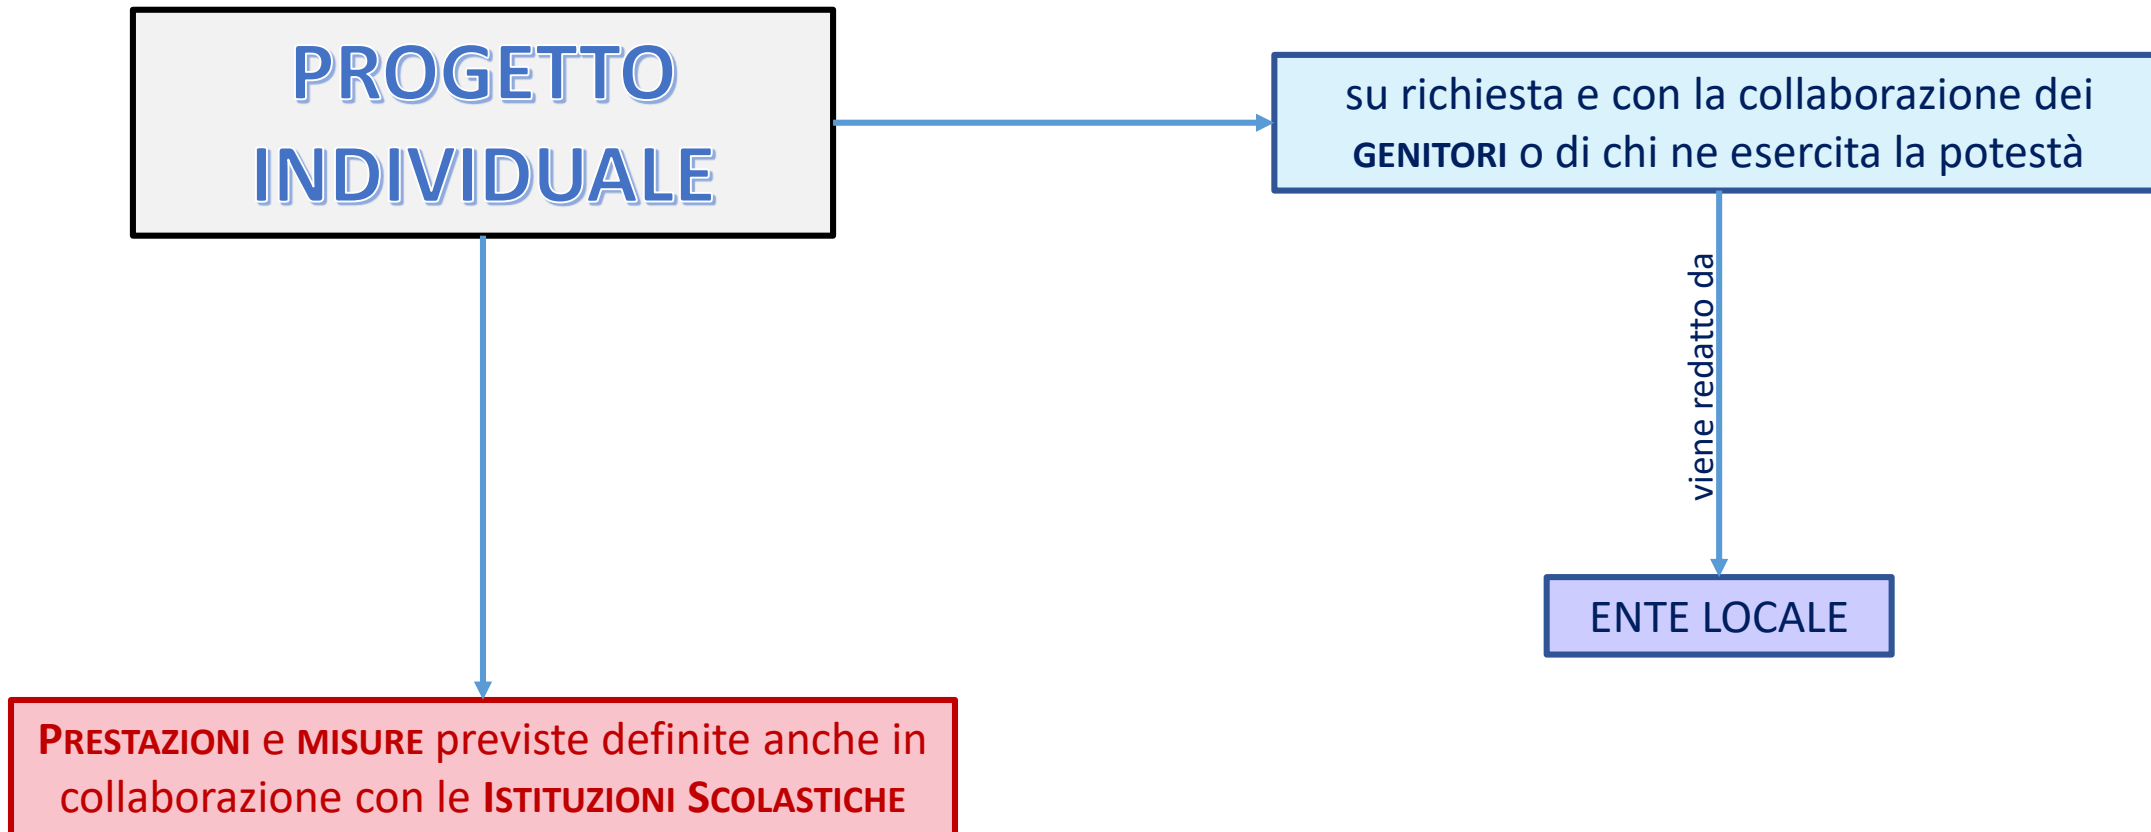 PROGETTO
INDIVIDUALE
su richiesta e con la collaborazione dei
GENITORI o di chi ne esercita la potestà
viene redatto da
ENTE LOCALE
PRESTAZIONI e MISURE previste definite anche in
collaborazione con le ISTITUZIONI SCOLASTICHE